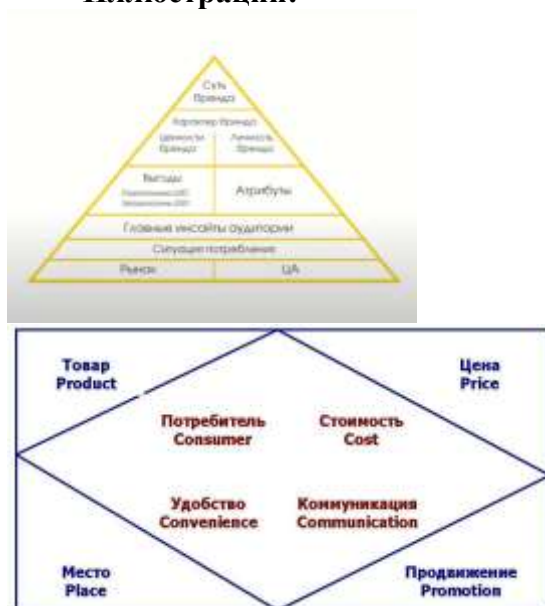 Суть
бренда
Характер бренда
Ценности
бренда
Личность
бренда
Выгоды
Атрибуты
Главные инсайты аудитории
Ситуация потребления
Рынок
ЦА
Товар
Product
Цена
Price
Потребитель
Consumer
Стоимость
Cost
Удобство
Convenience
Коммуникация
Communication
Место
Place
Продвижение
Promotion